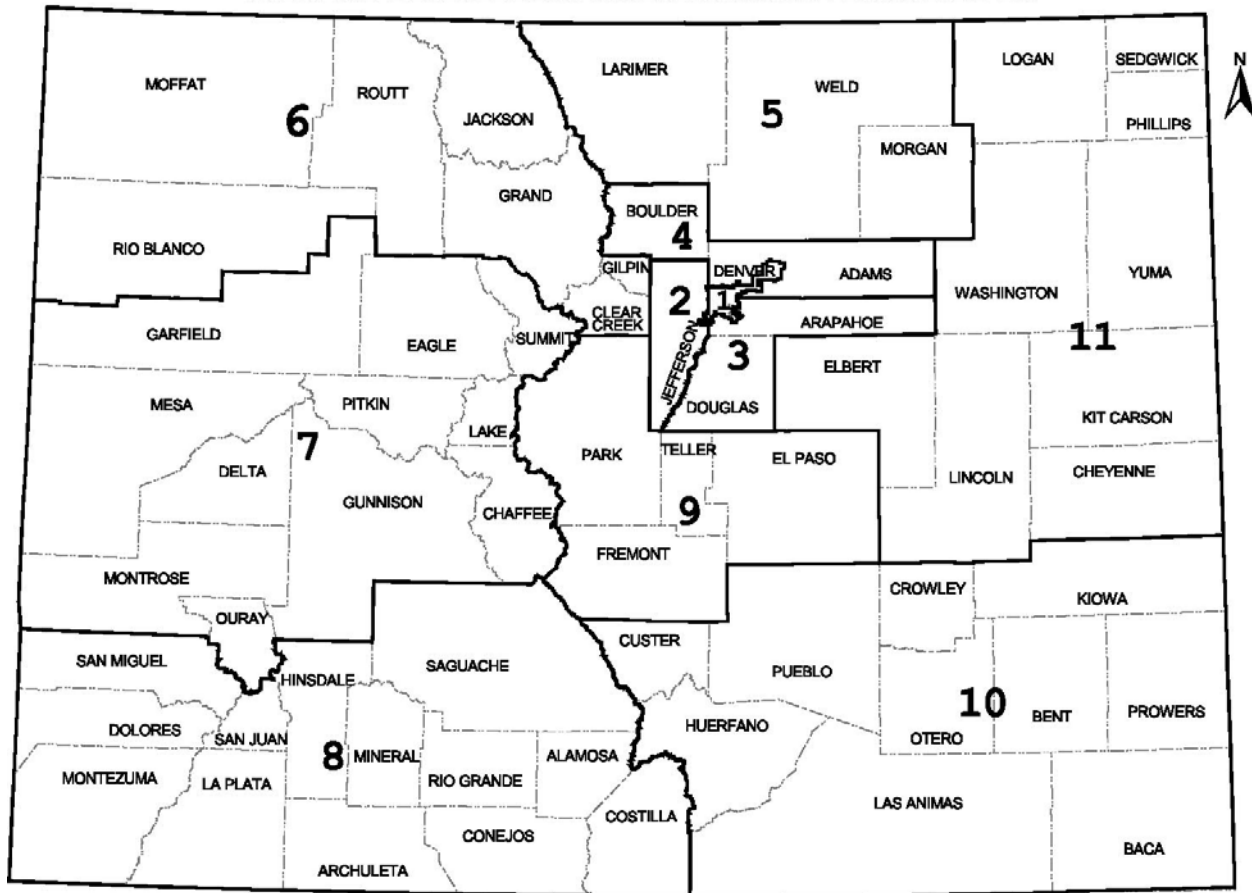 N
MOFFAT
ROUTT
JACKSON
LARIMER
WELD
LOGAN
SEDGWICK
PHILLIPS
MORGAN
6
5
GRAND
RIO BLANCO
BOULDER
4
GILPIN
DENVER
ADAMS
WASHINGTON
YUMA
2
1
CLEAR
CREEK
ARAPAHOE
GARFIELD
EAGLE
SUMMIT
JEFFERSON
3
ELBERT
11
DOUGLAS
MESA
PITKIN
LAKE
KIT CARSON
7
PARK
TELLER
EL PASO
DELTA
GUNNISON
CHAFFEE
LINCOLN
CHEYENNE
9
FREMONT
MONTROSE
OURAY
CROWLEY
KIOWA
SAN MIGUEL
HINSDALE
SAGUACHE
CUSTER
PUEBLO
10
BENT
PROWERS
DOLORES
SAN JUAN
HUERFANO
OTERO
8
MINERAL
ALAMOSA
MONTEZUMA
LA PLATA
RIO GRANDE
COSTILLA
LAS ANIMAS
CONEJOS
ARCHULETA
BACA